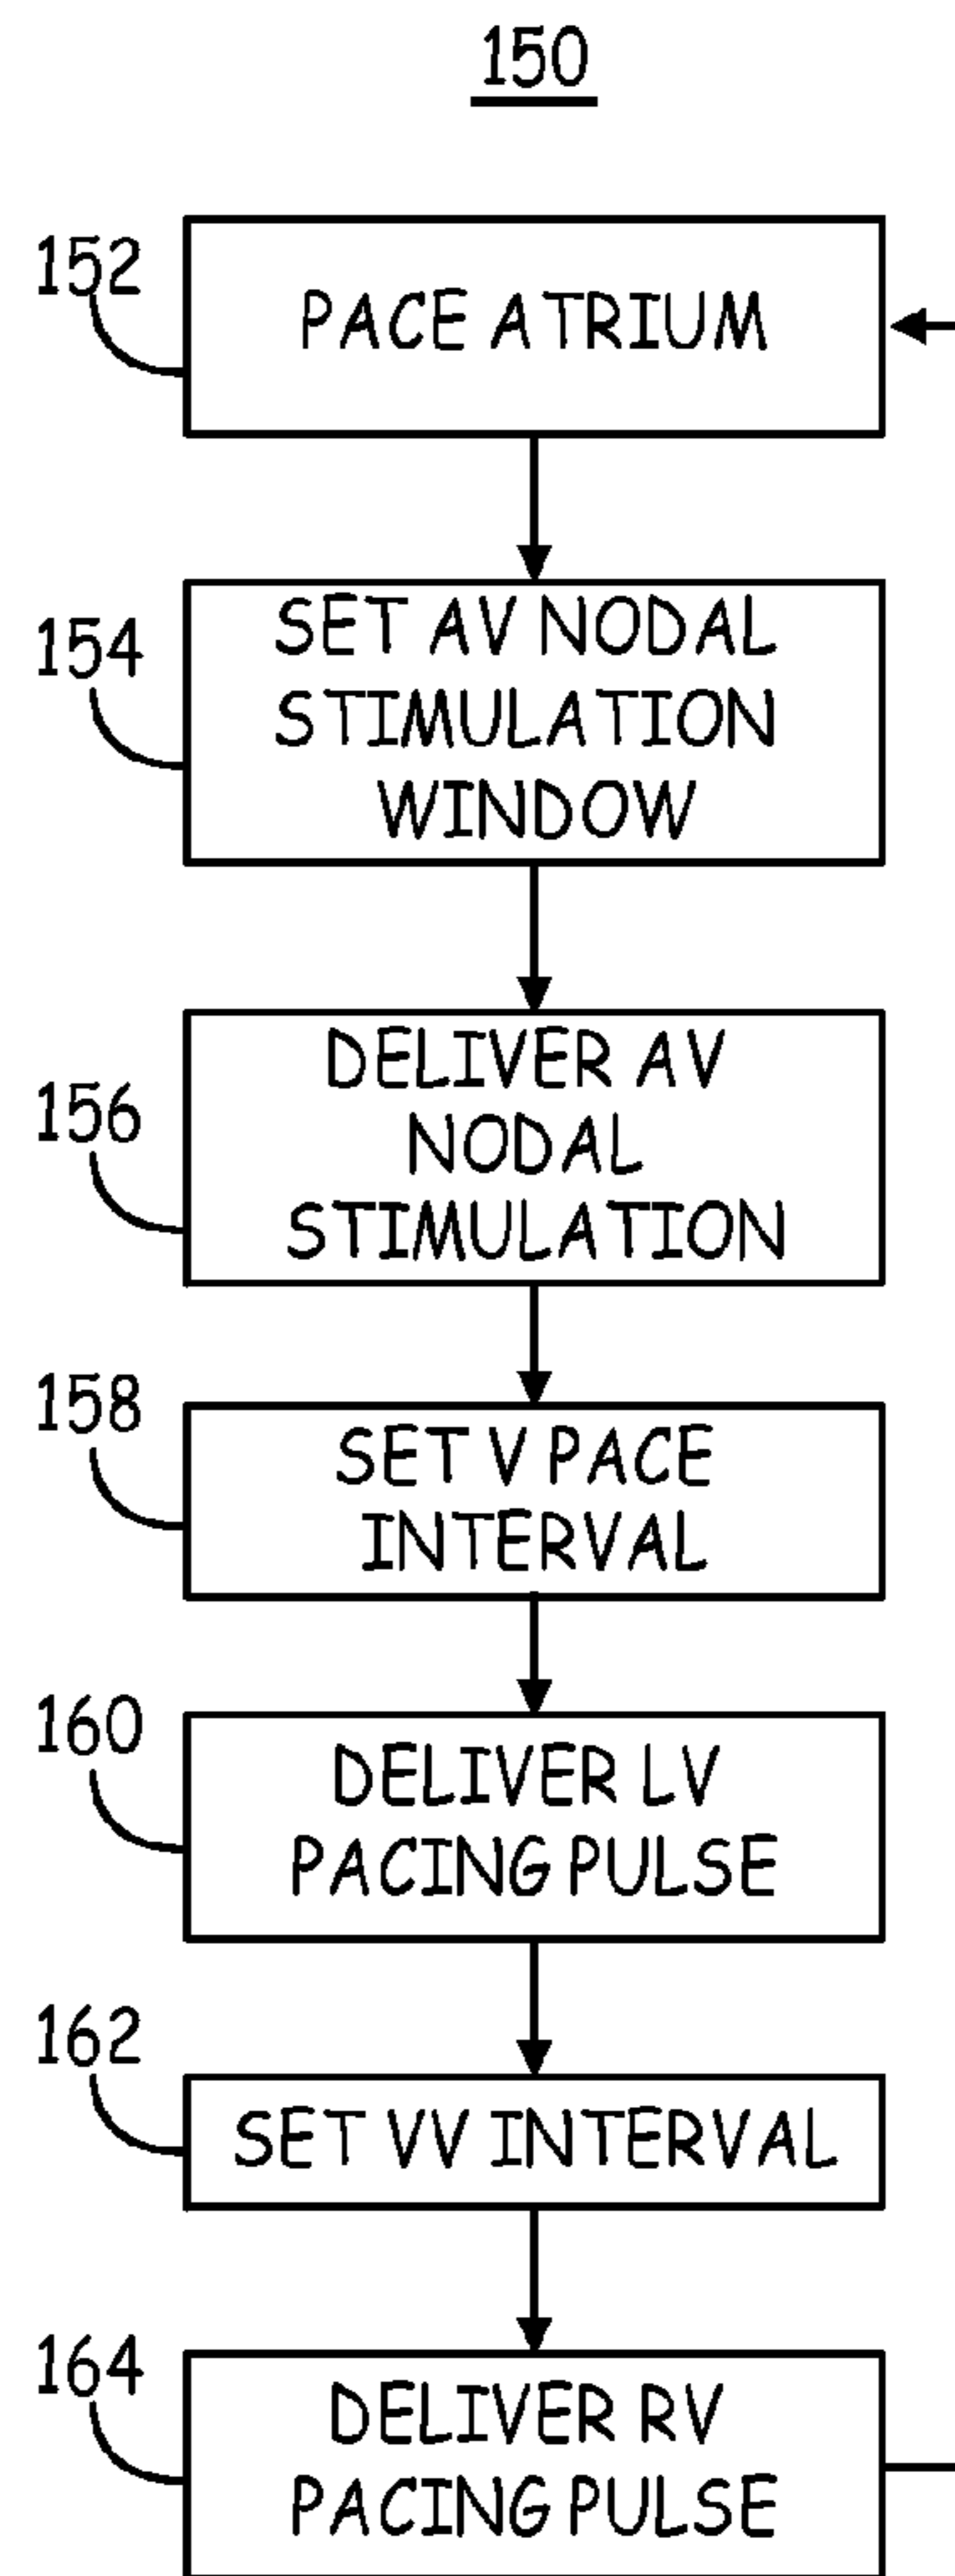 150
152
PACE ATRIUM
154
SET AV NODAL
STIMULATION
WINDOW
156
DELIVER AV
NODAL
STIMULATION
158
SET V PACE
INTERVAL
160
DELIVER LV
PACING PULSE
162
SET VV INTERVAL
164
DELIVER RV
PACING PULSE